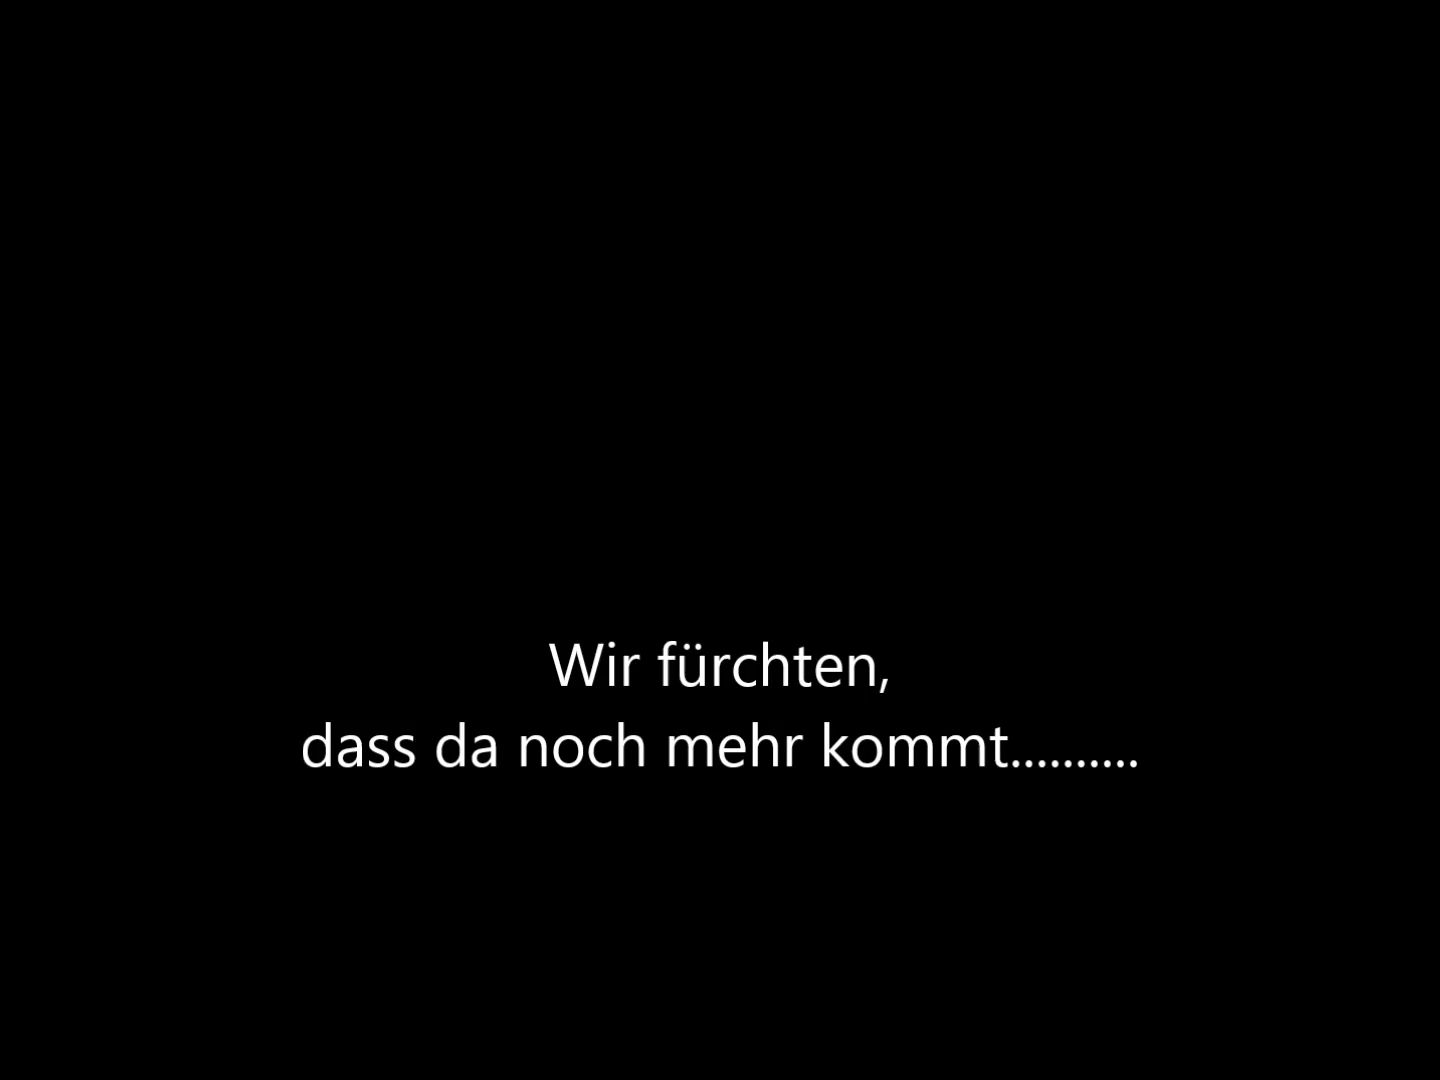 Wir fürchten,
dass da noch mehr kommt..........